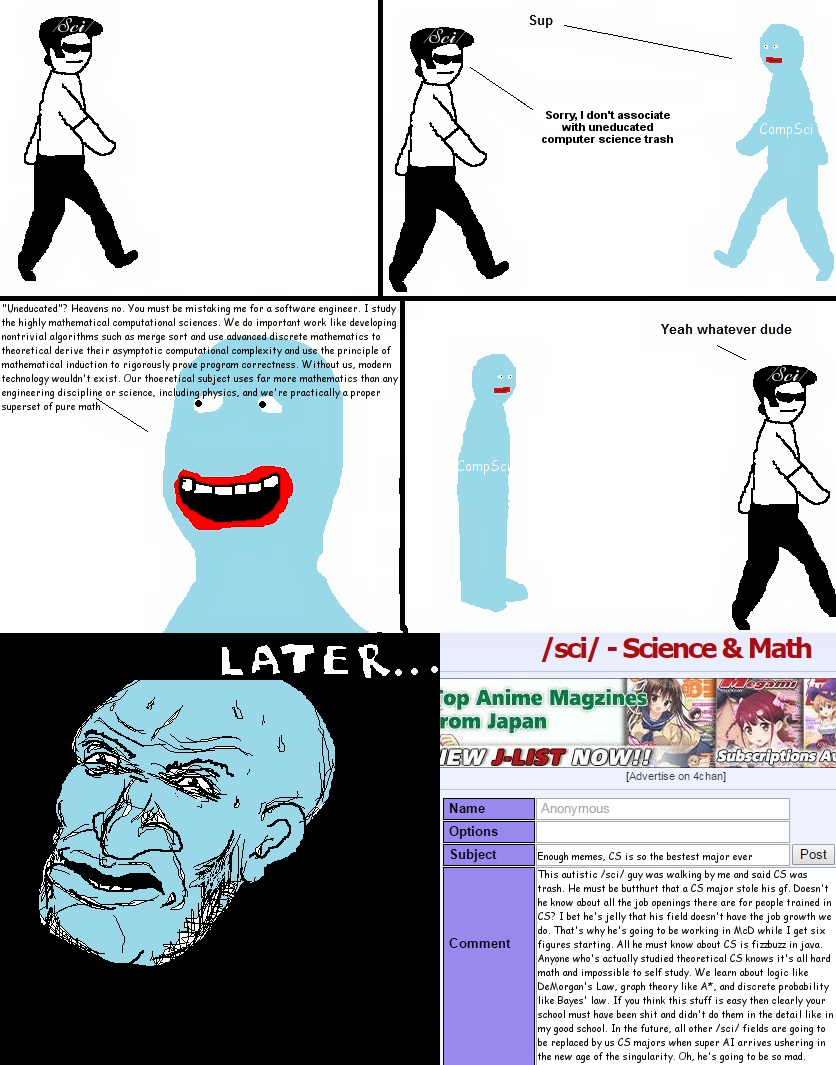 /Sci/
/Sci/
Sup
Sorry, I don't associate
with uneducated
computer science trash
CompSci
"Uneducated"? Heavens no. You must be mistaking me for a software engineer. I study
the highly mathematical computational sciences. We do important work like developing
nontrivial algorithms such as merge sort and use advanced discrete mathematics to
theoretical derive their asymptotic computational complexity and use the principle of
mathematical induction to rigorously prove program correctness. Without us, modern
technology wouldn't exist. Our thoeretical subject uses far more mathematics than any
engineering discipline or science, including physics, and we're practically a proper
superset of pure math.
CompSci
Yeah whatever dude
/Sci/
LATER...
/sci/ - Science & Math
Top Anime Magzines
from Japan
NEW J-LIST NOW!!
Megami
Subscriptions Av
[Advertise on 4chan]
Name
Anonymous
Options
Subject
Enough memes, CS is so the bestest major ever
Post
Comment
This autistic /sci/ guy was walking by me and said CS was
trash. He must be butthurt that a CS major stole his gf. Doesn't
he know about all the job openings there are for people trained in
CS? I bet he's jelly that his field doesn't have the job growth we
do. That's why he's going to be working in McD while I get six
figures starting. All he must know about CS is fizzbuzz in java.
Anyone who's actually studied theoretical CS knows it's all hard
math and impossible to self study. We learn about logic like
DeMorgan's Law, graph theory like A*, and discrete probability
like Bayes' law. If you think this stuff is easy then clearly your
school must have been shit and didn't do them in the detail like in
my good school. In the future, all other /sci/ fields are going to
be replaced by us CS majors when super AI arrives ushering in
the new age of the singularity. Oh, he's going to be so mad.